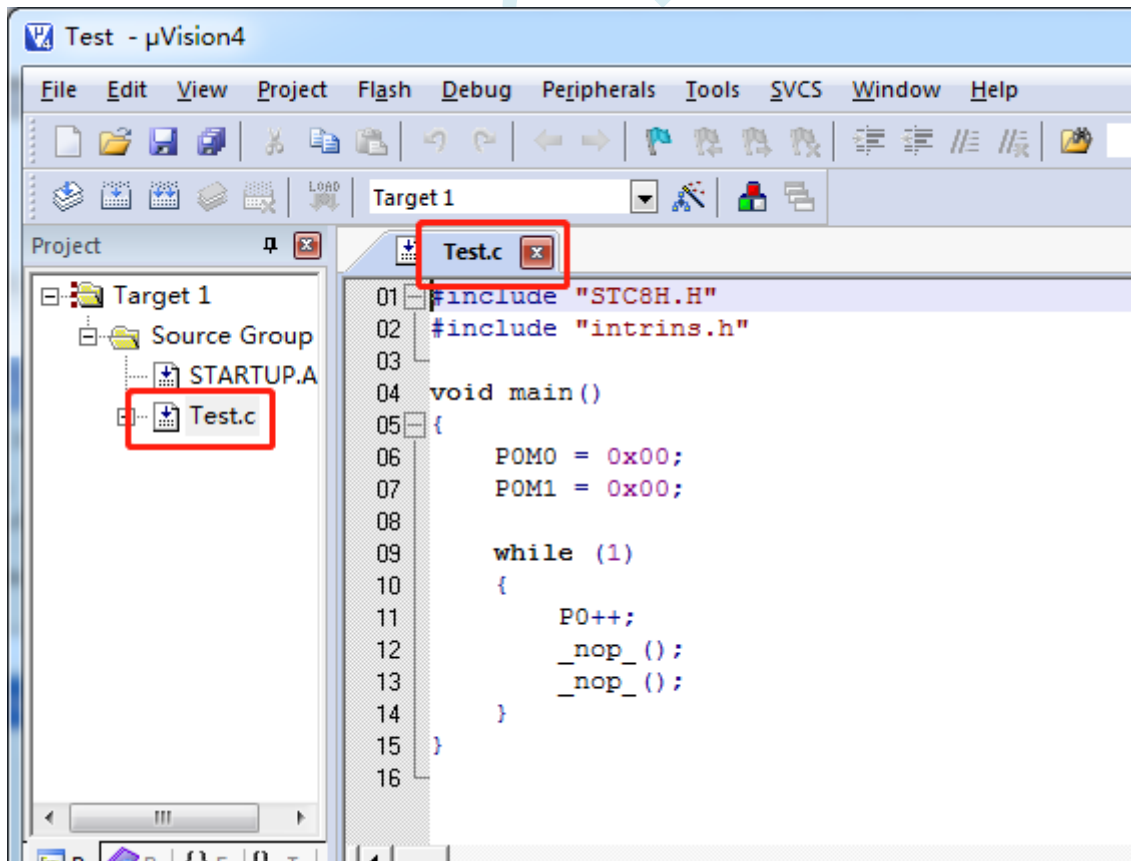 Test - µVision4
File Edit View Project Flash Debug Peripherals Tools SVCS Window Help
LOAD
Target 1
Project
Test.c
Target 1
Source Group
STARTUP.A
Test.c
01 #include "STC8H.H"
02 #include "intrins.h"
03
04 void main()
05 {
06 P0M0 = 0x00;
07 P0M1 = 0x00;
08
09 while (1)
10 {
11 P0++;
12 _nop_();
13 _nop_();
14 }
15 }
16